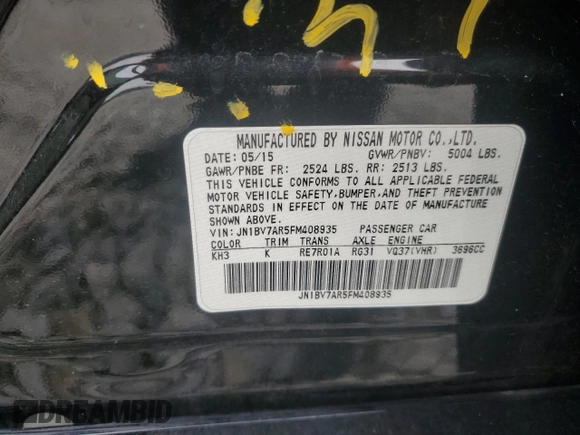 MANUFACTURED BY NISSAN MOTOR CO.,LTD.
DATE: 05/15 GVWR/PNBV: 5004 LBS.
GAWR/PNBE FR: 2524 LBS. RR: 2513 LBS.
THIS VEHICLE CONFORMS TO ALL APPLICABLE FEDERAL
MOTOR VEHICLE SAFETY,BUMPER,AND THEFT PREVENTION
STANDARDS IN EFFECT ON THE DATE OF MANUFACTURE
SHOWN ABOVE.
VIN: JN1BV7AR5FM408935 PASSENGER CAR
COLOR TRIM TRANS AXLE ENGINE
KH3 K RE7R01A RG31 VQ37(VHR) 3696CC
JN1BV7AR5FM408935
DREAMBID